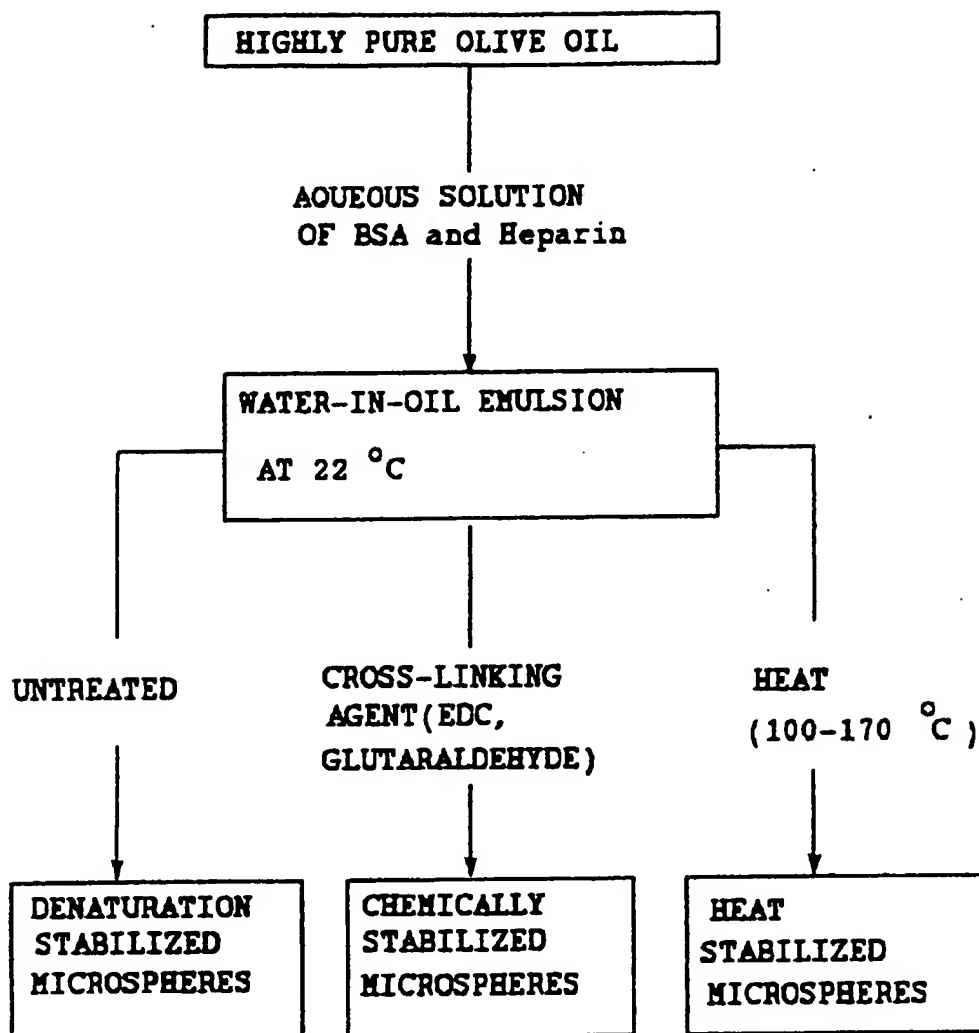 HIGHLY PURE OLIVE OIL
AQUEOUS SOLUTION
OF BSA and Heparin
WATER-IN-OIL EMULSION
AT 22 °C
UNTREATED
CROSS-LINKING
AGENT(EDC,
GLUTARALDEHYDE)
HEAT
(100-170 °C)
DENATURATION
STABILIZED
MICROSPHERES
CHEMICALLY
STABILIZED
MICROSPHERES
HEAT
STABILIZED
MICROSPHERES